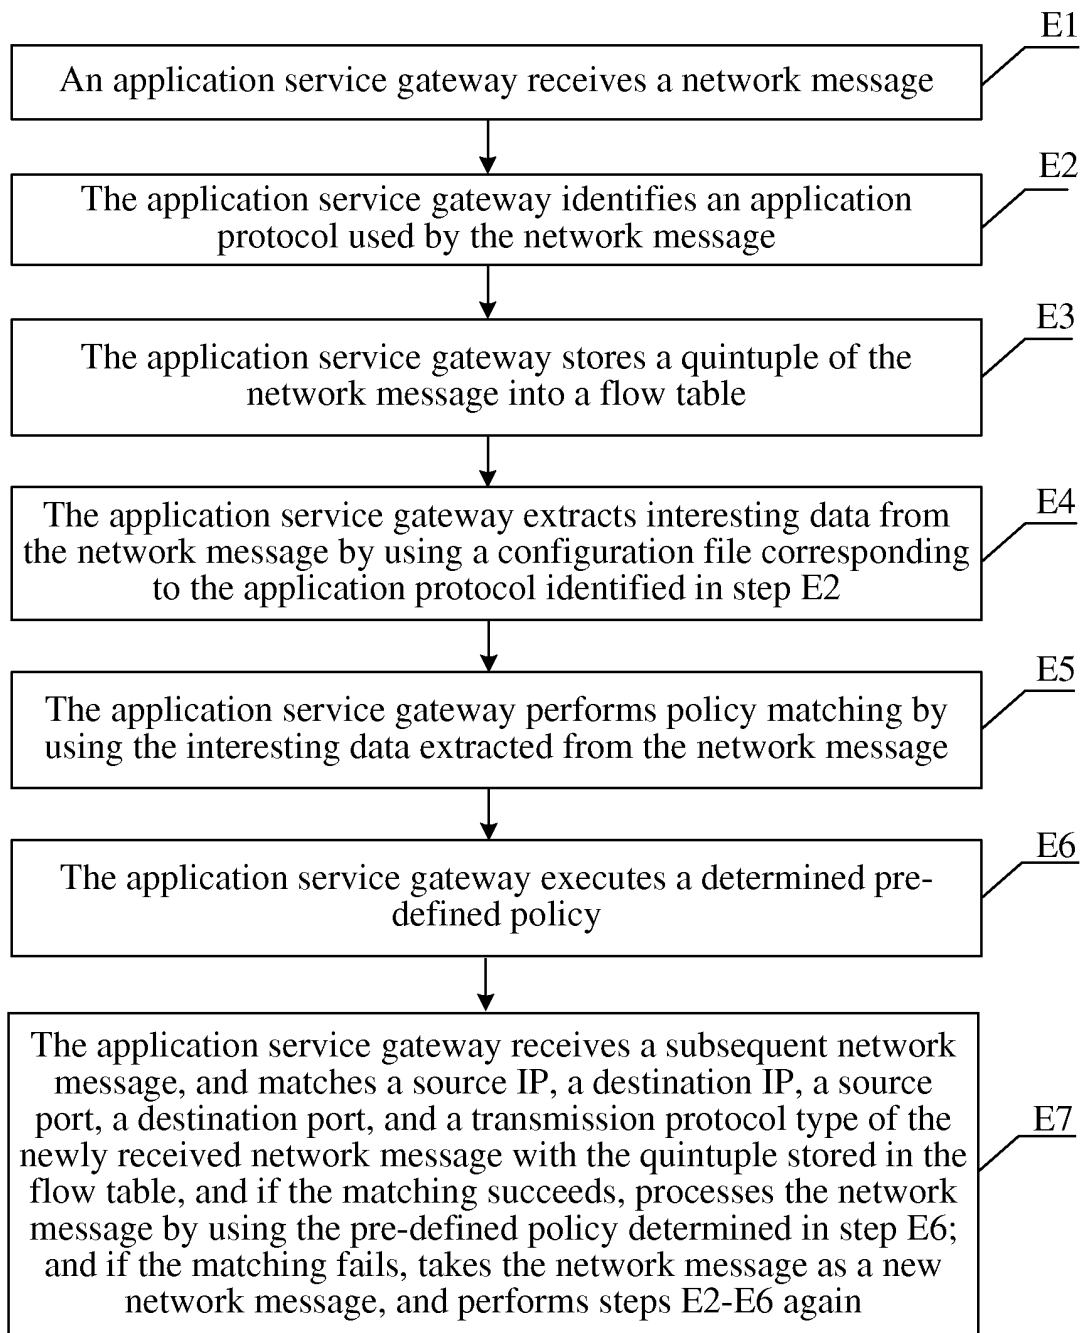 E1
An application service gateway receives a network message
E2
The application service gateway identifies an application
protocol used by the network message
E3
The application service gateway stores a quintuple of the
network message into a flow table
E4
The application service gateway extracts interesting data from
the network message by using a configuration file corresponding
to the application protocol identified in step E2
E5
The application service gateway performs policy matching by
using the interesting data extracted from the network message
E6
The application service gateway executes a determined pre-
defined policy
E7
The application service gateway receives a subsequent network
message, and matches a source IP, a destination IP, a source
port, a destination port, and a transmission protocol type of the
newly received network message with the quintuple stored in the
flow table, and if the matching succeeds, processes the network
message by using the pre-defined policy determined in step E6;
and if the matching fails, takes the network message as a new
network message, and performs steps E2-E6 again